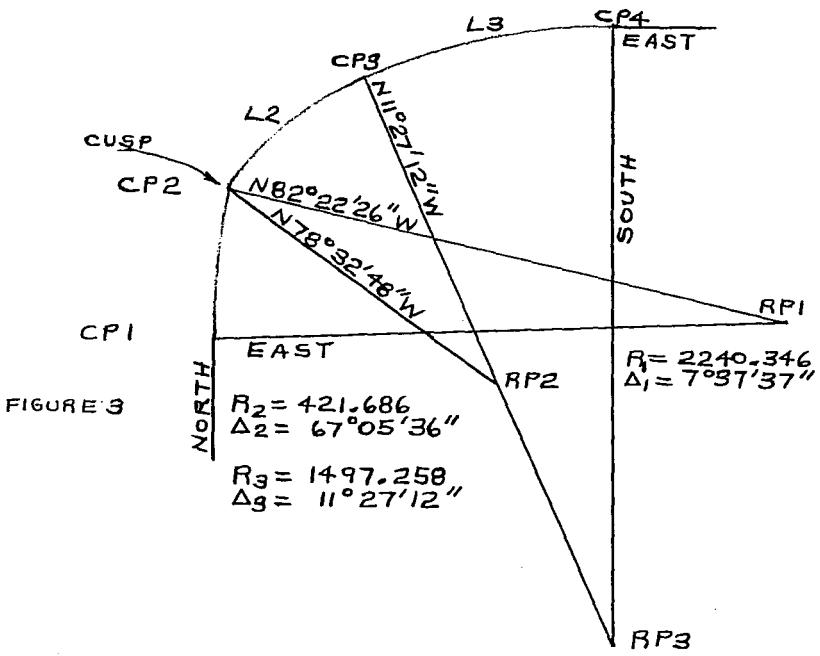 L3
CP4
EAST
CP3
L2
N11°27'12"W
CUSP
CP2
N82°22'26"W
N78°32'48"W
SOUTH
RP1
CP1
EAST
R1 = 2240.346
Δ1 = 7°37'37"
RP2
FIGURE 3
NORTH
R2 = 421.686
Δ2 = 67°05'36"
R3 = 1497.258
Δ3 = 11°27'12"
RP3